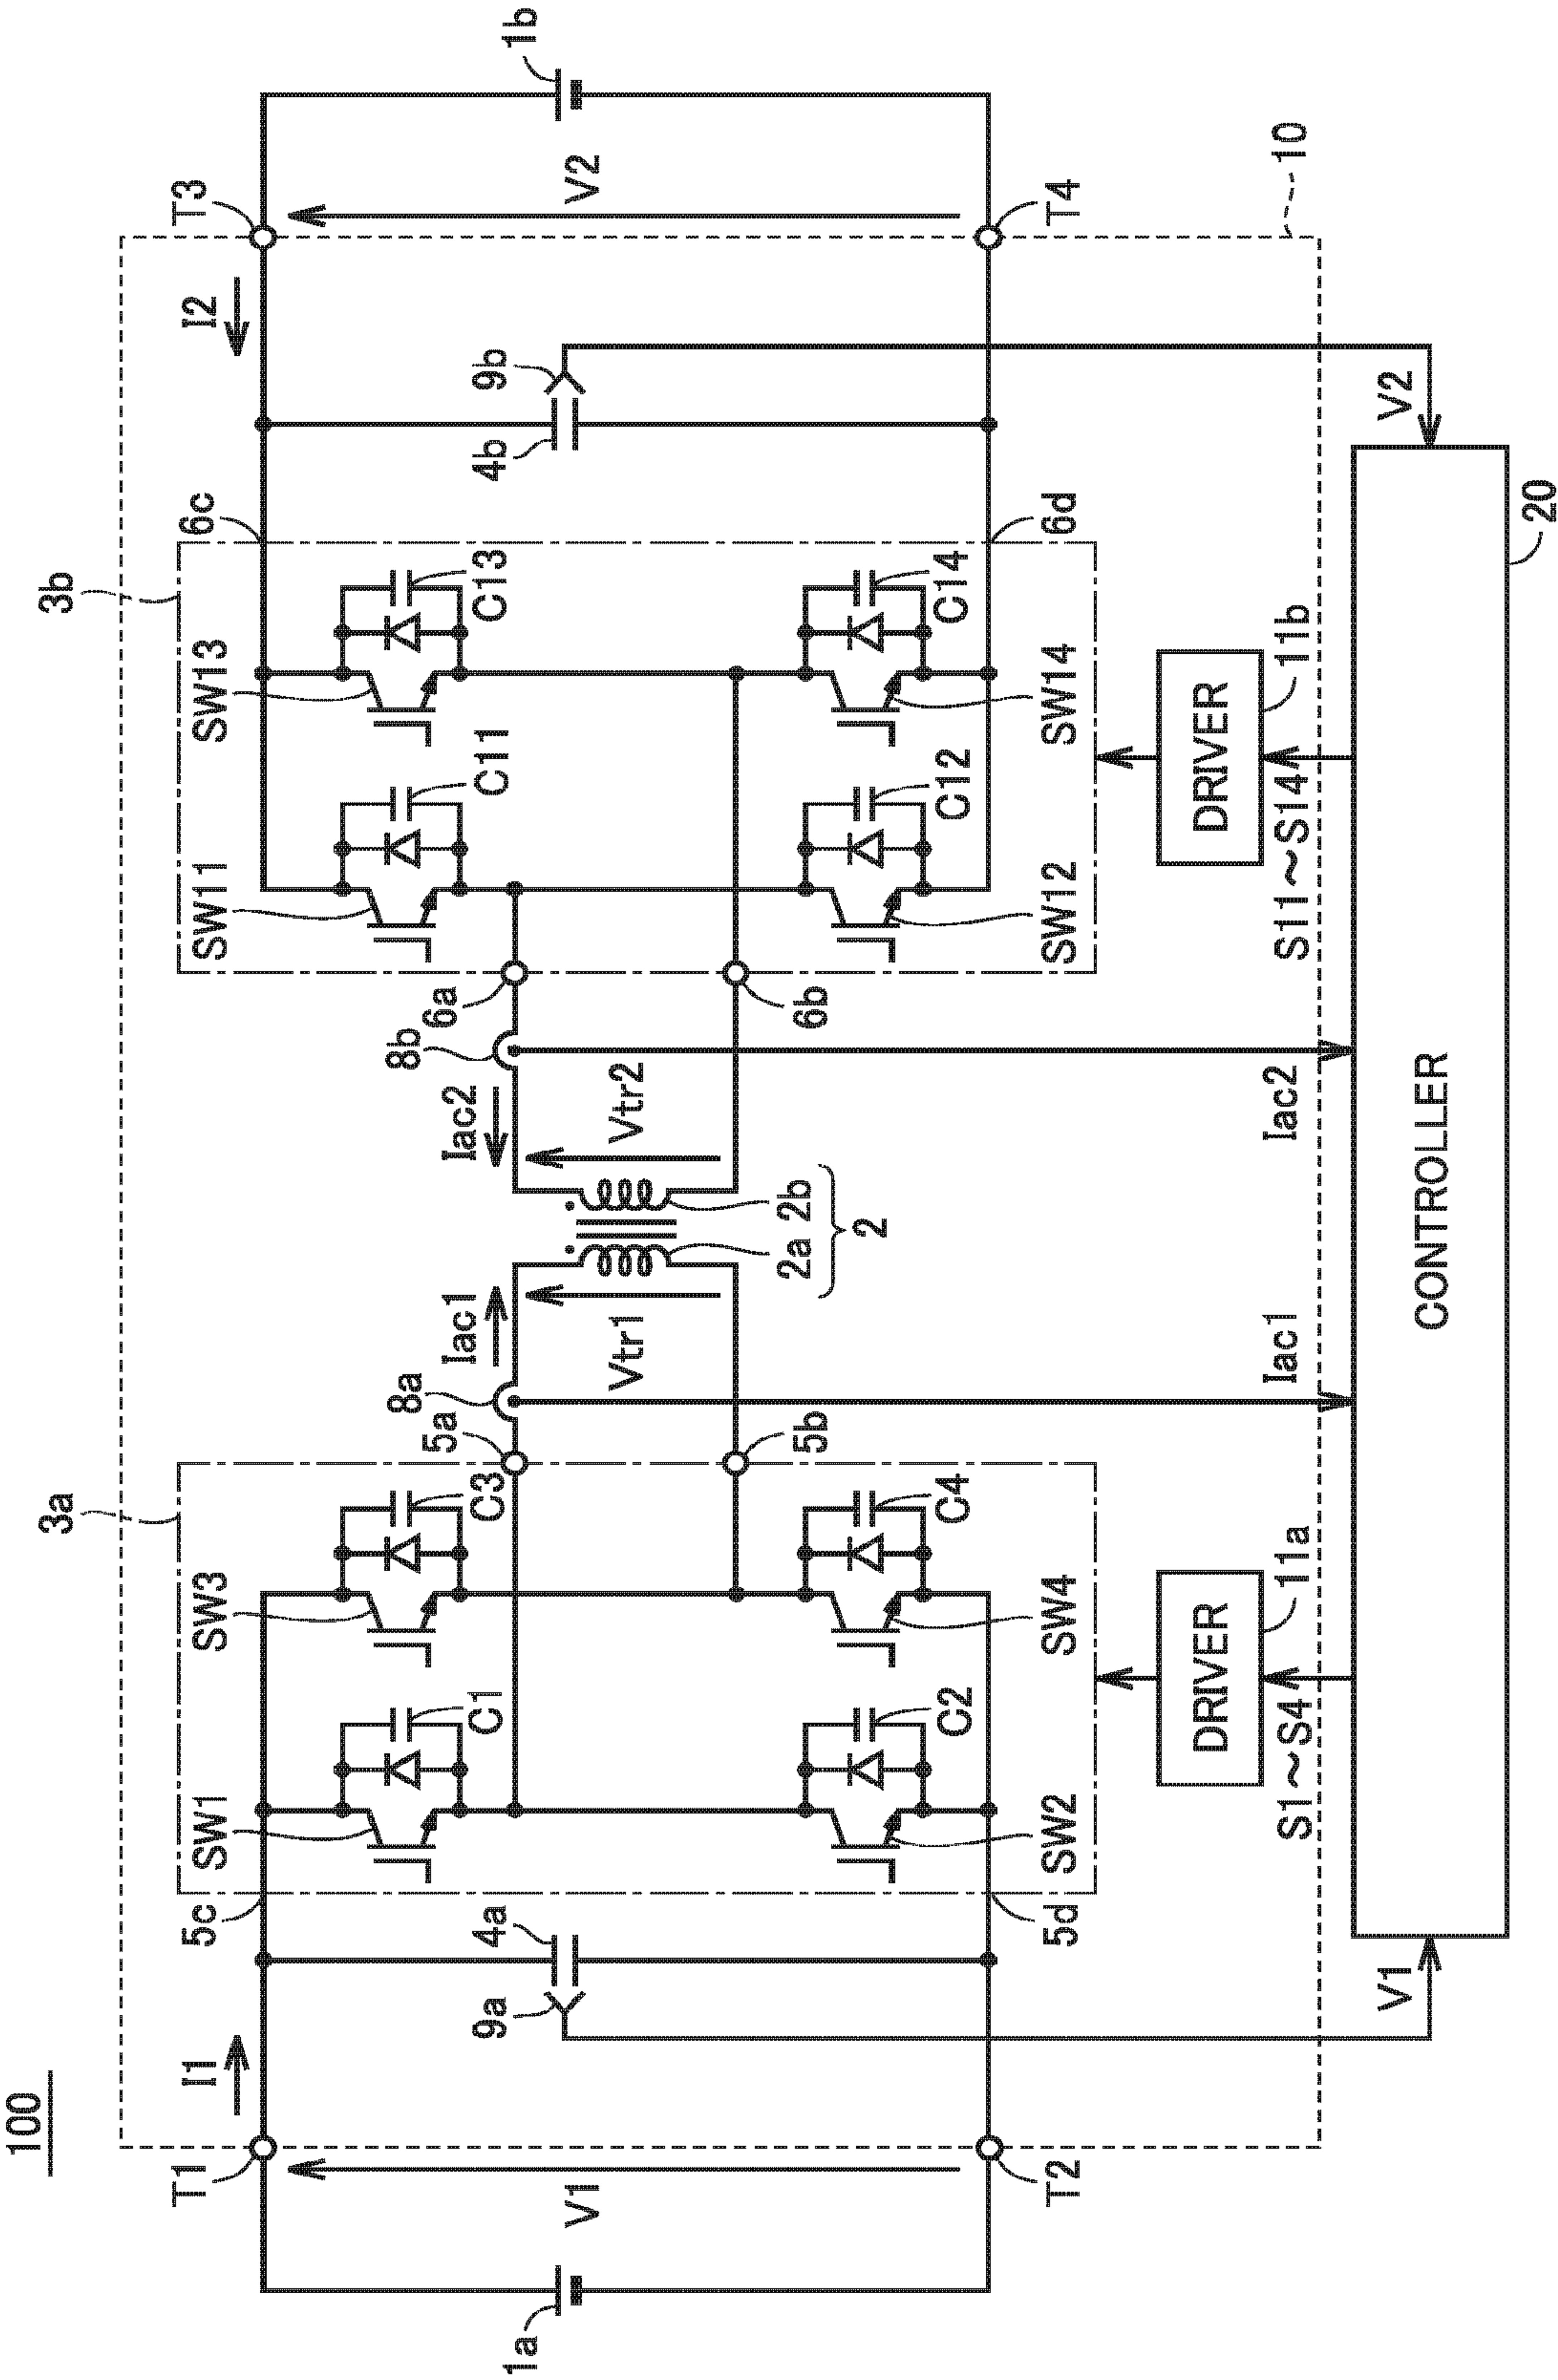 100
3a
3b
T1
I1
5c
SW1
SW3
6c
SW11
SW13
I2
T3
C1
C3
5a
8a
Iac1
Iac2
8b
6a
C11
C13
1a
V1
9a
4a
Vtr1
Vtr2
4b
9b
V2
1b
2a
2b
2
5b
6b
C2
C4
C12
C14
T2
5d
SW2
SW4
SW12
SW14
6d
T4
DRIVER
11a
DRIVER
11b
10
S1~S4
Iac1
Iac2
S11~S14
V1
V2
CONTROLLER
20